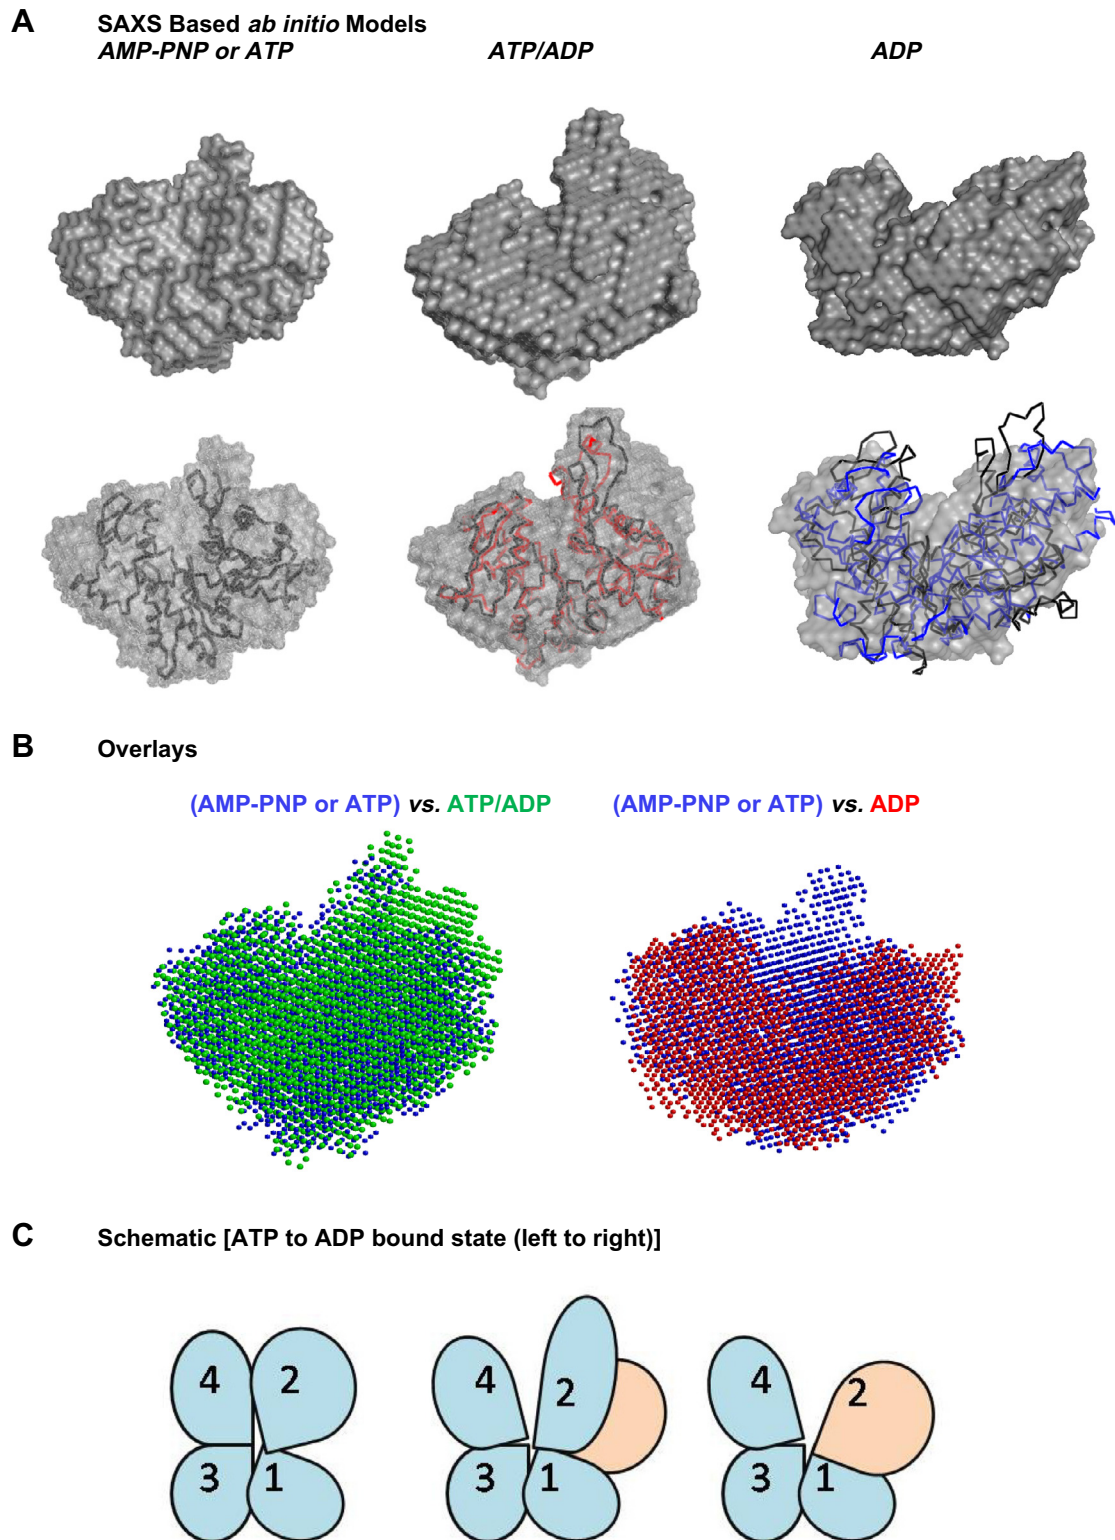 A SAXS Based ab initio Models
AMP-PNP or ATP ATP/ADP ADP
B Overlays
(AMP-PNP or ATP) vs. ATP/ADP (AMP-PNP or ATP) vs. ADP
C Schematic [ATP to ADP bound state (left to right)]
4 2 4 2 4 2
3 1 3 1 3 1